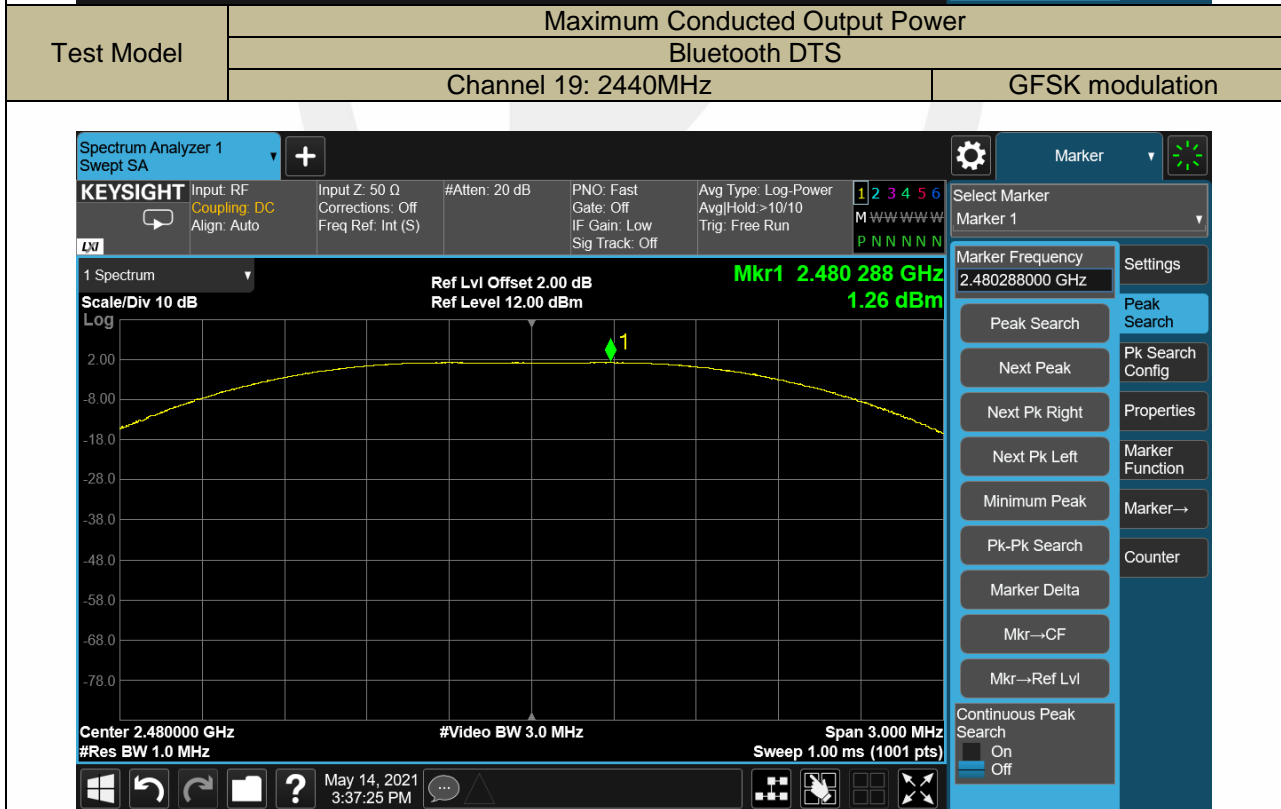 Test Model
Maximum Conducted Output Power
Bluetooth DTS
Channel 19: 2440MHz
GFSK modulation
Spectrum Analyzer 1
Swept SA
Marker
KEYSIGHT
LXI
Input: RF
Coupling: DC
Align: Auto
Input Z: 50 Ω
Corrections: Off
Freq Ref: Int (S)
#Atten: 20 dB
PNO: Fast
Gate: Off
IF Gain: Low
Sig Track: Off
Avg Type: Log-Power
Avg|Hold:>10/10
Trig: Free Run
1 2 3 4 5 6
M W W W W W
P N N N N N
Select Marker
Marker 1
1 Spectrum
Scale/Div 10 dB
Log
Ref Lvl Offset 2.00 dB
Ref Level 12.00 dBm
Mkr1 2.480 288 GHz
1.26 dBm
1
2.00
-8.00
-18.0
-28.0
-38.0
-48.0
-58.0
-68.0
-78.0
Center 2.480000 GHz
#Res BW 1.0 MHz
#Video BW 3.0 MHz
Span 3.000 MHz
Sweep 1.00 ms (1001 pts)
Marker Frequency
2.480288000 GHz
Peak Search
Next Peak
Next Pk Right
Next Pk Left
Minimum Peak
Pk-Pk Search
Marker Delta
Mkr→CF
Mkr→Ref Lvl
Continuous Peak
Search
On
Off
Settings
Peak
Search
Pk Search
Config
Properties
Marker
Function
Marker→
Counter
?
May 14, 2021
3:37:25 PM